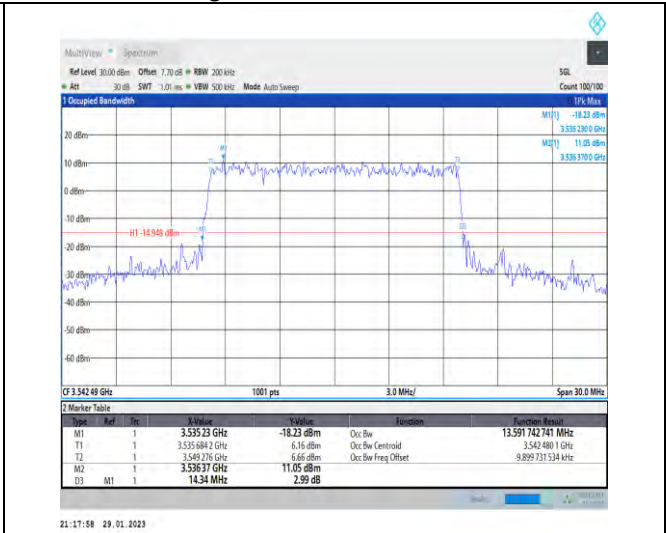 MultiView Spectrum
Ref Level 30.00 dBm Offset 7.70 dB RBW 200 kHz SGL
Att 30 dB SWT 1.01 ms VBW 500 kHz Mode Auto Sweep Count 100/100
1 Occupied Bandwidth 1Pk Max
M1[1] -18.23 dBm
3.535 230 0 GHz
M2[1] 11.05 dBm
3.536 370 0 GHz
20 dBm
M2
10 dBm
T1 T2
0 dBm
-10 dBm
H1 -14.948 dBm M1 D3
-20 dBm
-30 dBm
-40 dBm
-50 dBm
-60 dBm
CF 3.542 49 GHz 1001 pts 3.0 MHz/ Span 30.0 MHz
2 Marker Table
Type Ref Trc X-Value Y-Value Function Function Result
M1 1 3.535 23 GHz -18.23 dBm Occ Bw 13.591 742 741 MHz
T1 1 3.535 684 2 GHz 6.16 dBm Occ Bw Centroid 3.542 480 1 GHz
T2 1 3.549 276 GHz 6.66 dBm Occ Bw Freq Offset -9.899 731 534 kHz
M2 1 3.536 37 GHz 11.05 dBm
D3 M1 1 14.34 MHz 2.99 dB
21:17:58 29.01.2023